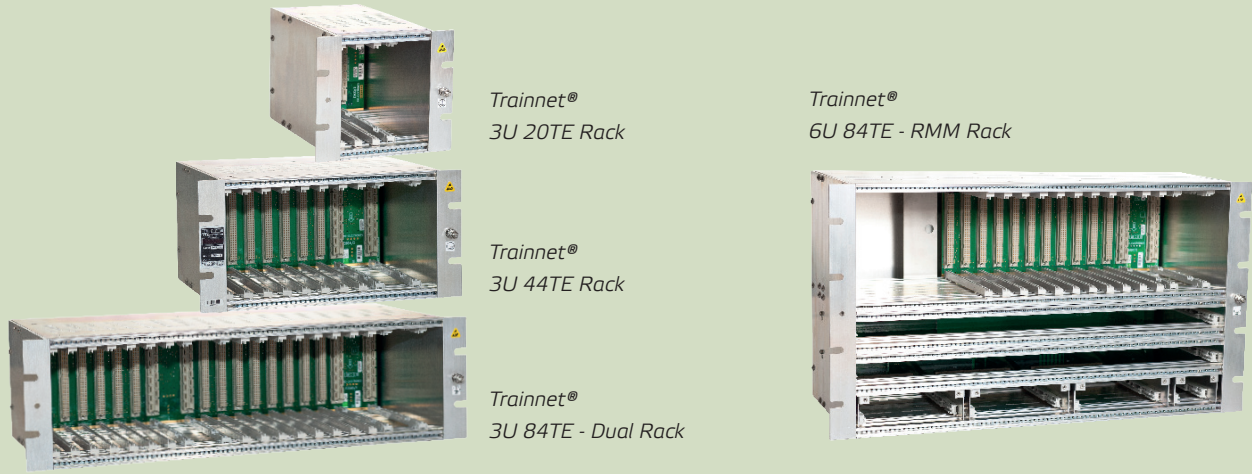 Trainnet®
3U 20TE Rack
Trainnet®
6U 84TE - RMM Rack
Trainnet®
3U 44TE Rack
Trainnet®
3U 84TE - Dual Rack